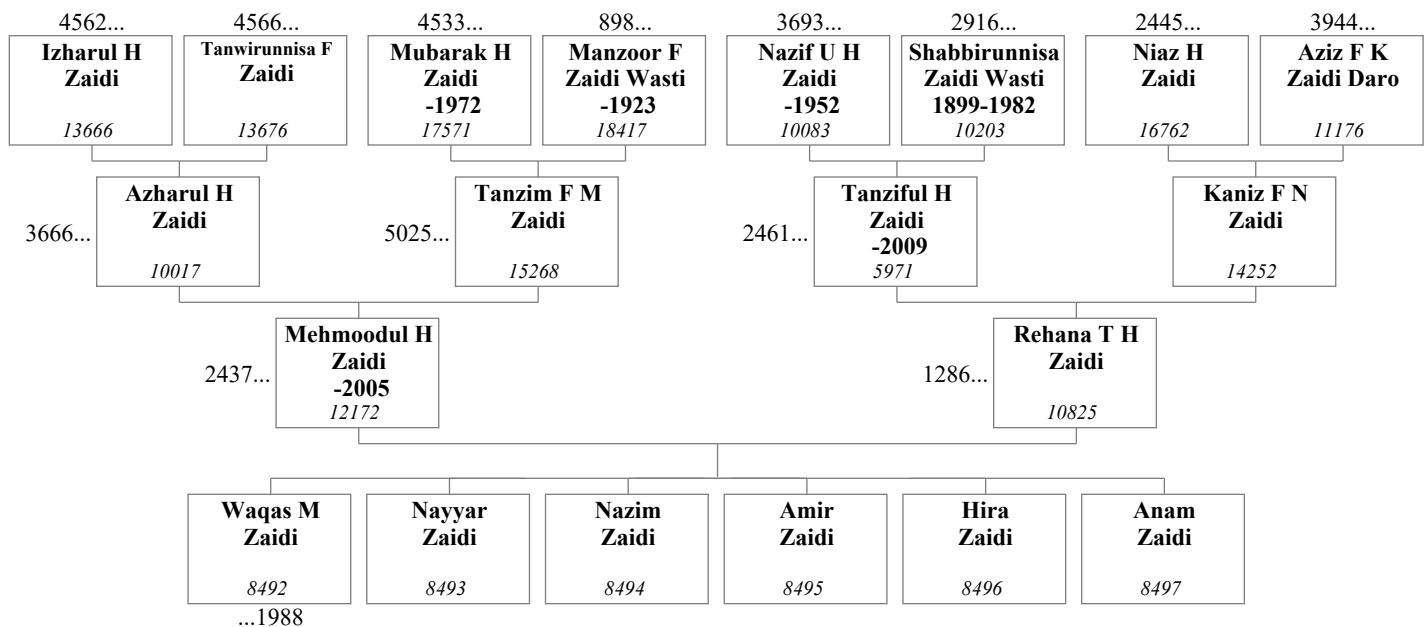 4562... 4566... 4533... 898... 3693... 2916... 2445... 3944...
Izharul H Tanwirunnisa F Mubarak H Manzoor F Nazif U H Shabbirunnisa Niaz H Aziz F K
Zaidi Zaidi Zaidi Zaidi Wasti Zaidi Zaidi Wasti Zaidi Zaidi Daro
-1972 -1923 -1952 1899-1982
13666 13676 17571 18417 10083 10203 16762 11176
Azharul H Tanzim F M Tanziful H Kaniz F N
Zaidi Zaidi Zaidi Zaidi
3666... 5025... 2461... -2009
10017 15268 5971 14252
Mehmoodul H Rehana T H
Zaidi Zaidi
2437... -2005 1286...
12172 10825
Waqas M Nayyar Nazim Amir Hira Anam
Zaidi Zaidi Zaidi Zaidi Zaidi Zaidi
8492 8493 8494 8495 8496 8497
...1988